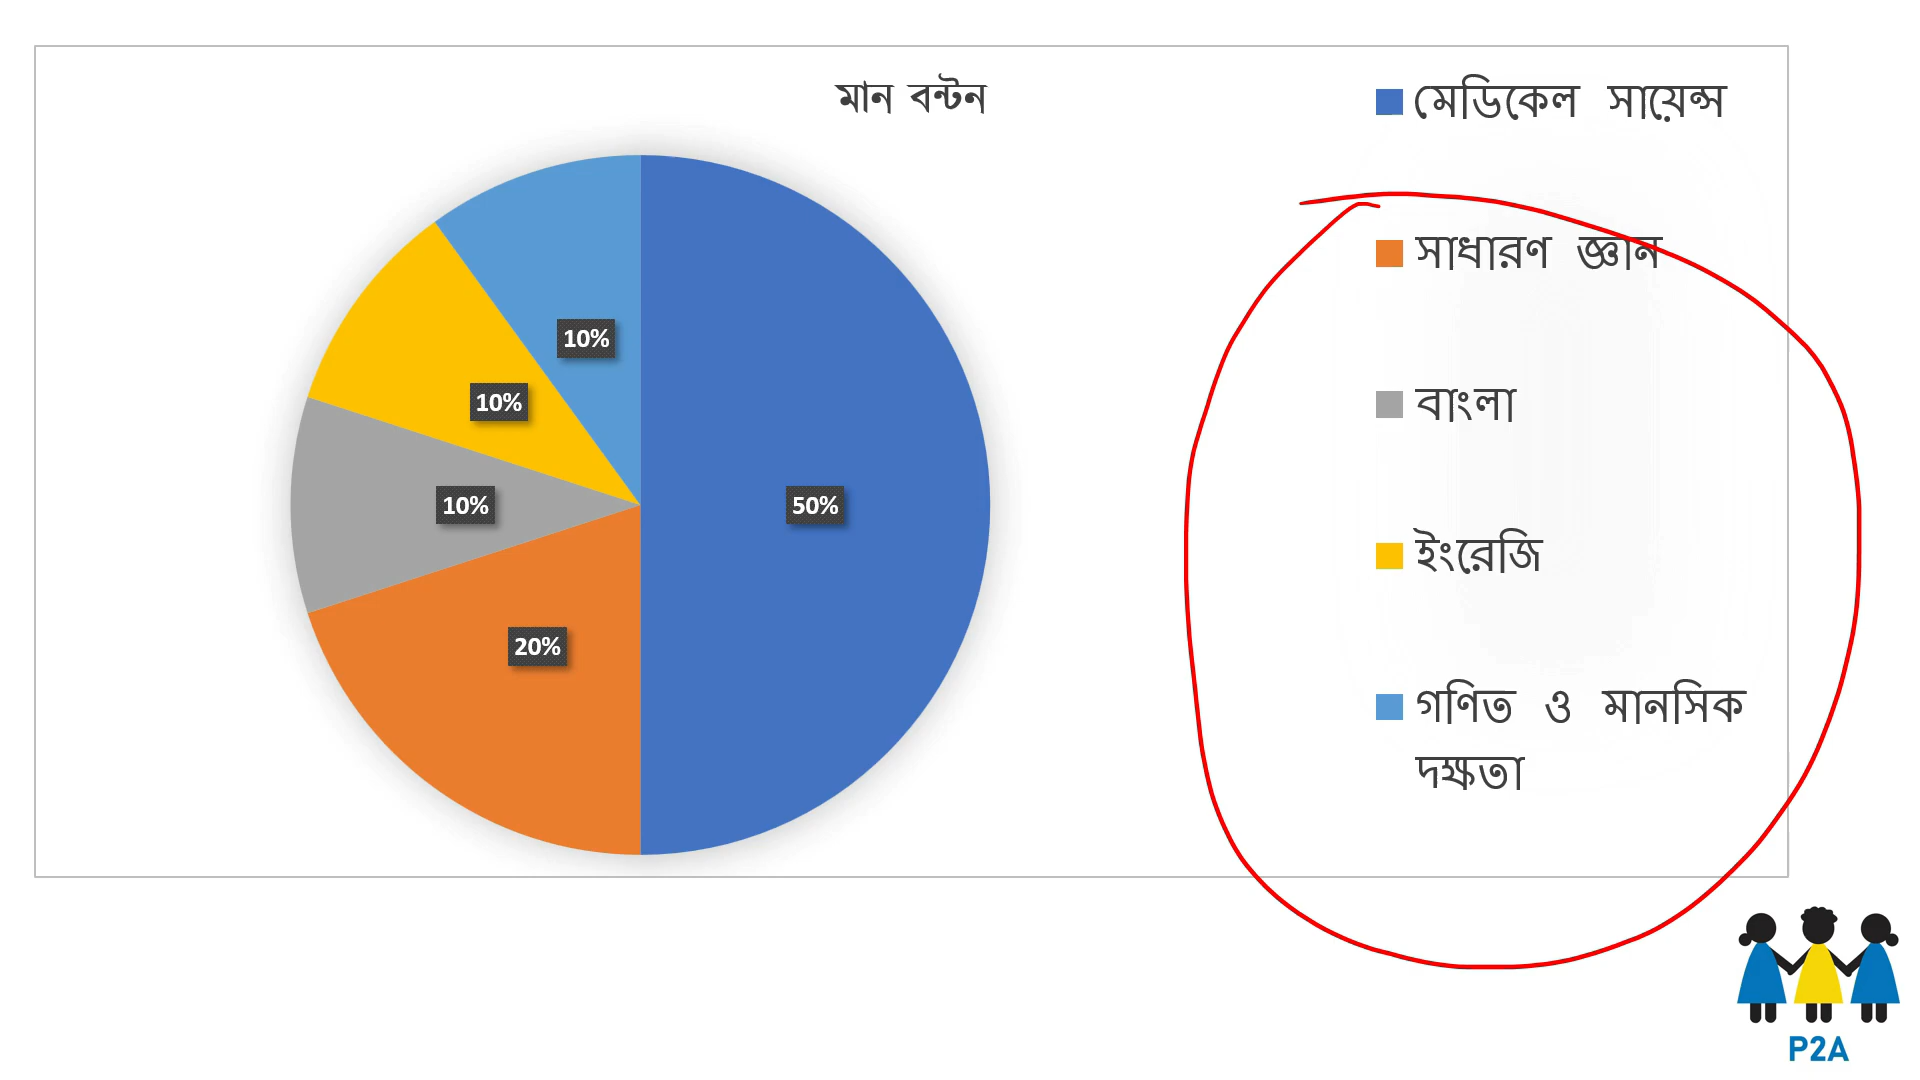 মান বন্টন
মেডিকেল সায়েন্স
সাধারণ জ্ঞান
বাংলা
ইংরেজি
গণিত ও মানসিক
দক্ষতা
10%
10%
10%
50%
20%
P2A